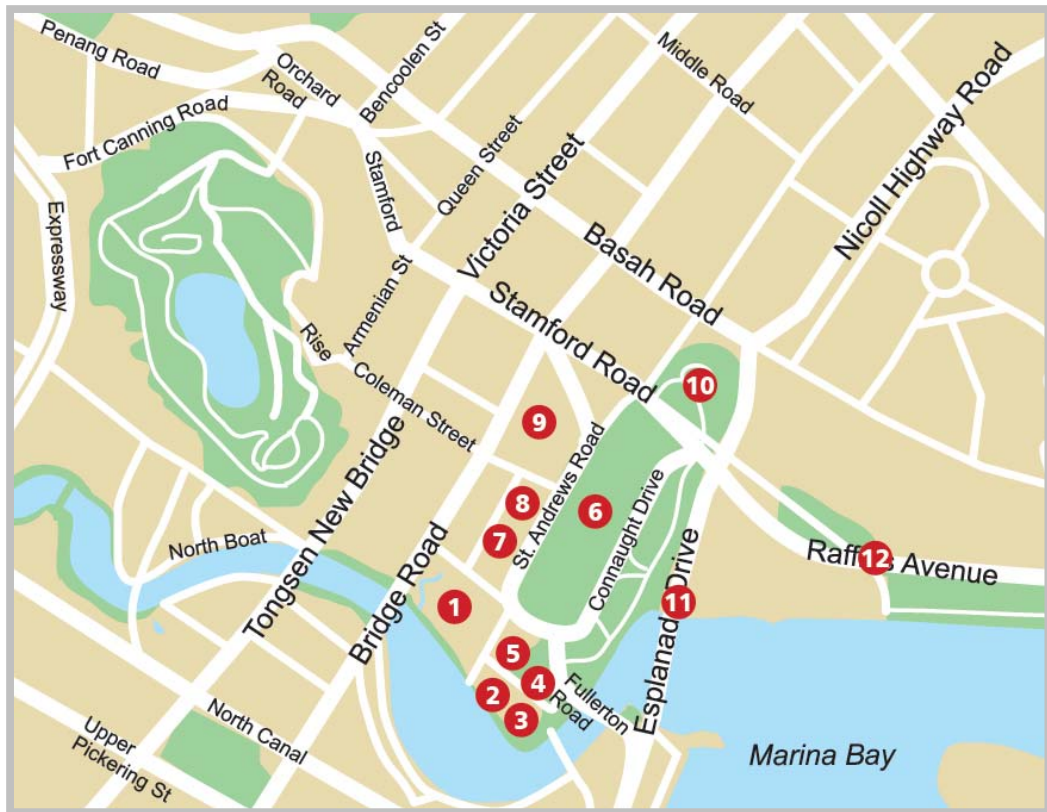 Penang Road
Orchard
Road
Bencoolen St
Middle Road
Nicoll Highway Road
Fort Canning Road
Stamford
Queen Street
Victoria Street
Expressway
Basah Road
Armenian St
Stamford Road
Rise
Coleman Street
10
9
St. Andrews Road
8
6
Connaught Drive
7
North Boat
Tongsen New Bridge
Bridge Road
Raffles Avenue
12
11
1
Esplanade Drive
5
4
Fullerton
Road
2
3
North Canal
Upper
Pickering St
Marina Bay